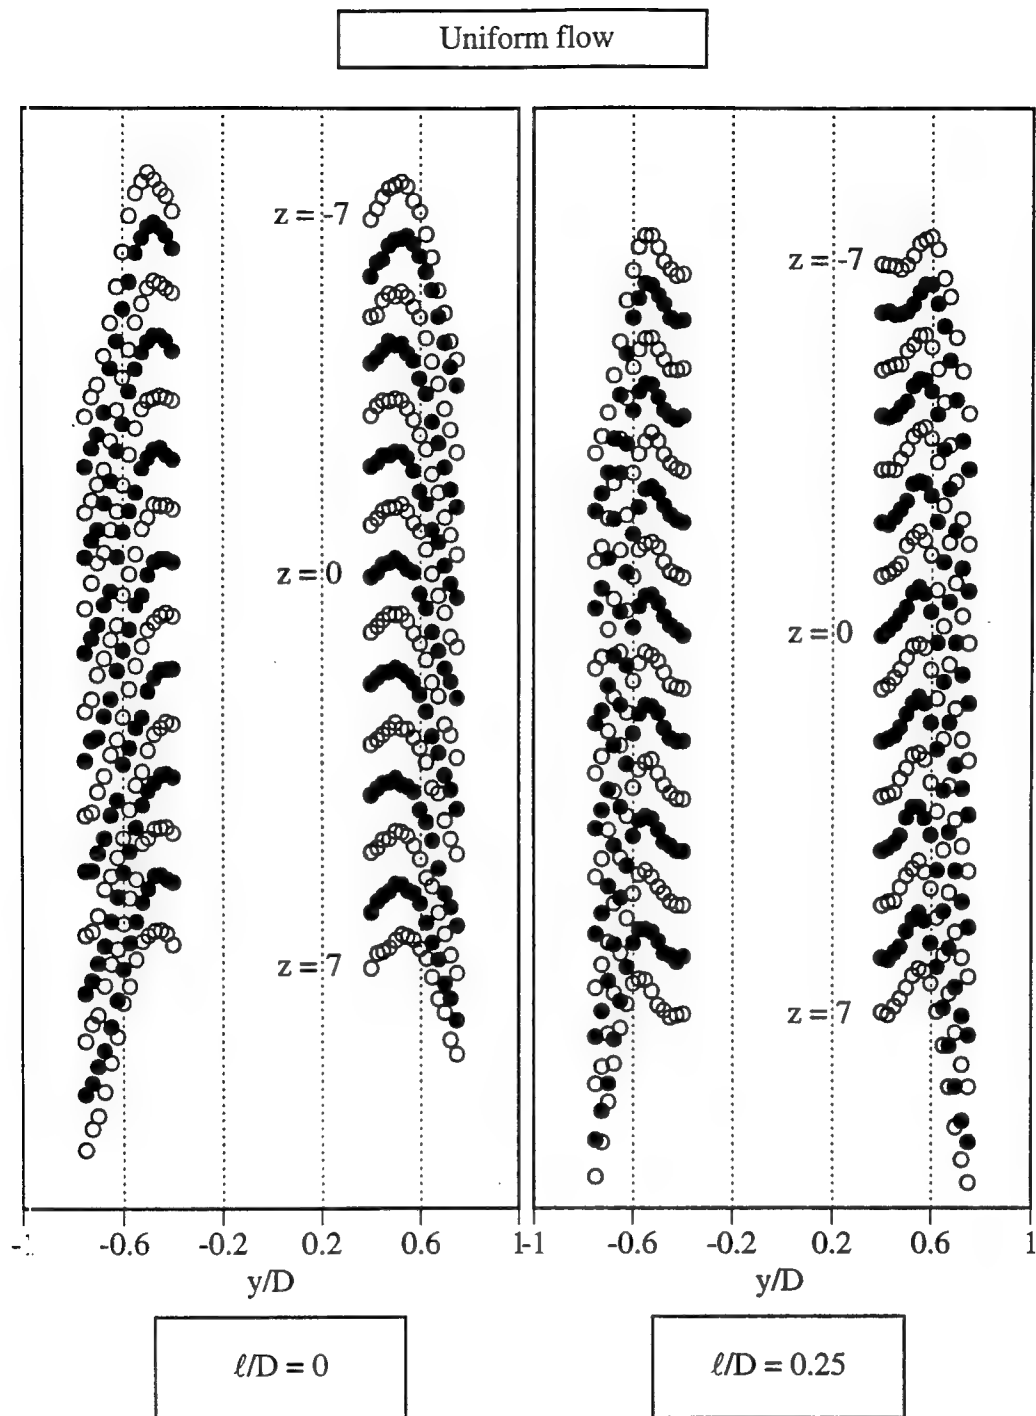 Uniform flow
z = -7
z = 0
z = 7
z = -7
z = 0
z = 7
-0.6 -0.2 0.2 0.6 1
y/D
-1 -0.6 -0.2 0.2 0.6 1
y/D
ℓ/D = 0
ℓ/D = 0.25